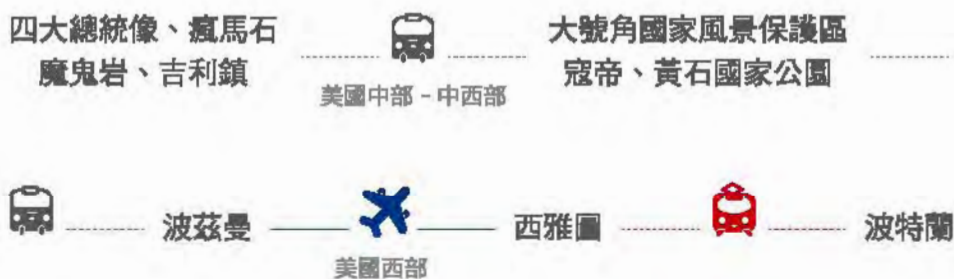 四大總統像、瘋馬石
魔鬼岩、吉利鎮
美國中部 - 中西部
大號角國家風景保護區
寇帝、黃石國家公園
波茲曼
美國西部
西雅圖
波特蘭